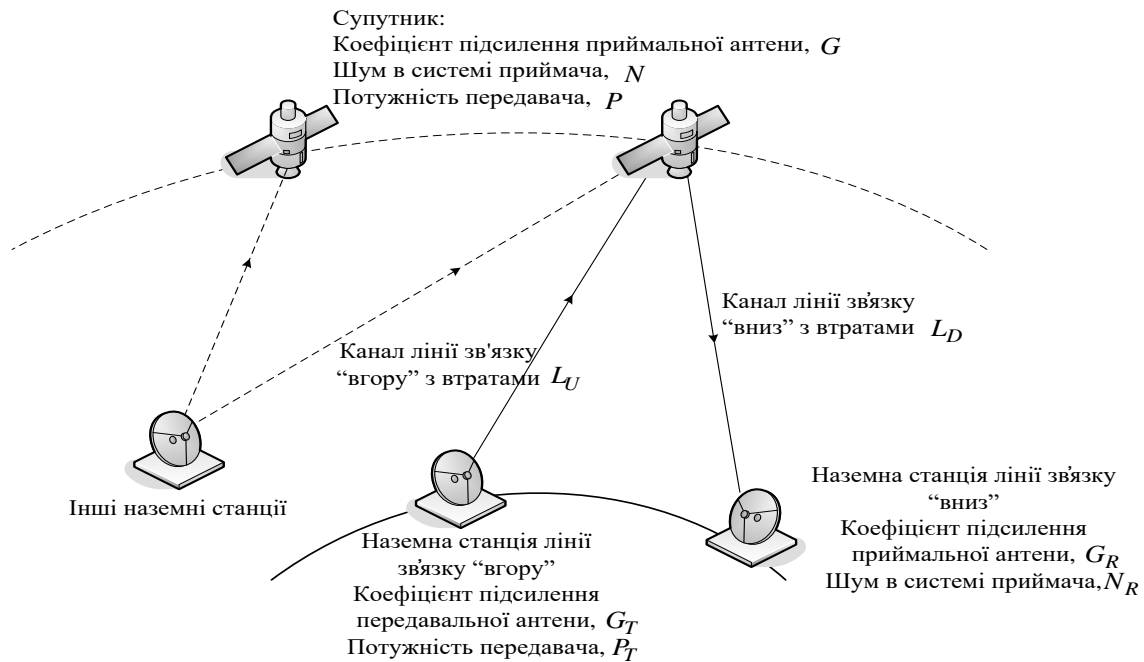 Супутник:
Коефіцієнт підсилення приймальної антени, G
Шум в системі приймача, N
Потужність передавача, P
Канал лінії зв'язку
“вниз” з втратами L_D
Канал лінії зв'язку
“вгору” з втратами L_U
Інші наземні станції
Наземна станція лінії
зв'язку “вгору”
Коефіцієнт підсилення
передавальної антени, G_T
Потужність передавача, P_T
Наземна станція лінії зв'язку
“вниз”
Коефіцієнт підсилення
приймальної антени, G_R
Шум в системі приймача, N_R